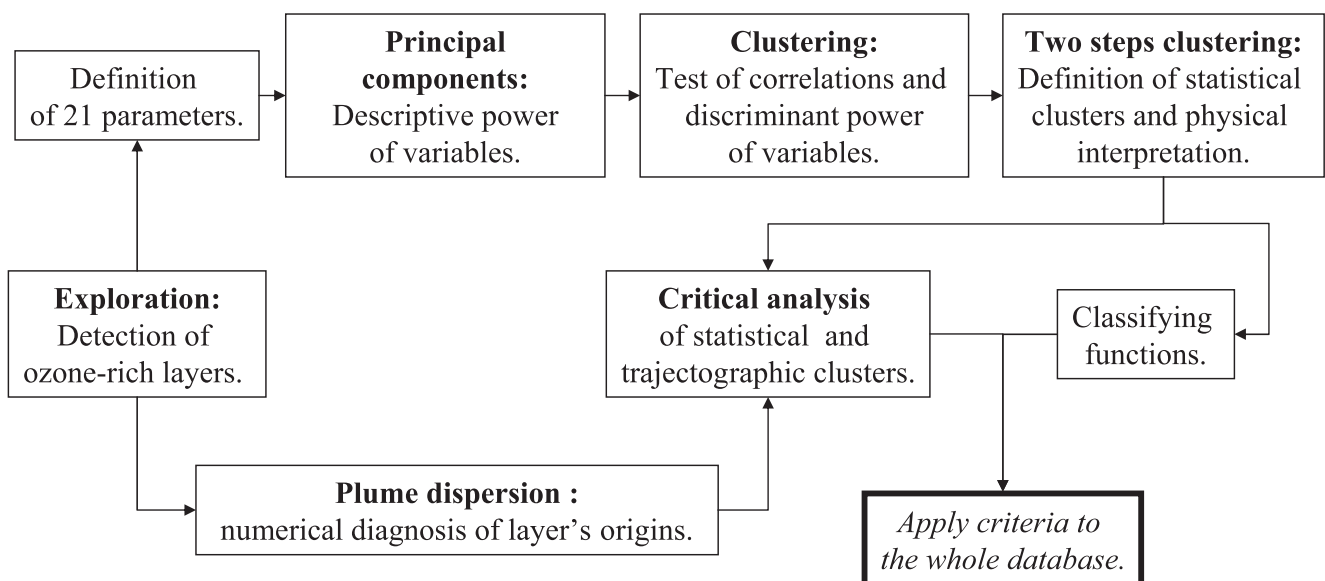 Definition
of 21 parameters.
Principal
components:
Descriptive power
of variables.
Clustering:
Test of correlations and
discriminant power
of variables.
Two steps clustering:
Definition of statistical
clusters and physical
interpretation.
Exploration:
Detection of
ozone-rich layers.
Critical analysis
of statistical and
trajectographic clusters.
Classifying
functions.
Plume dispersion :
numerical diagnosis of layer’s origins.
Apply criteria to
the whole database.